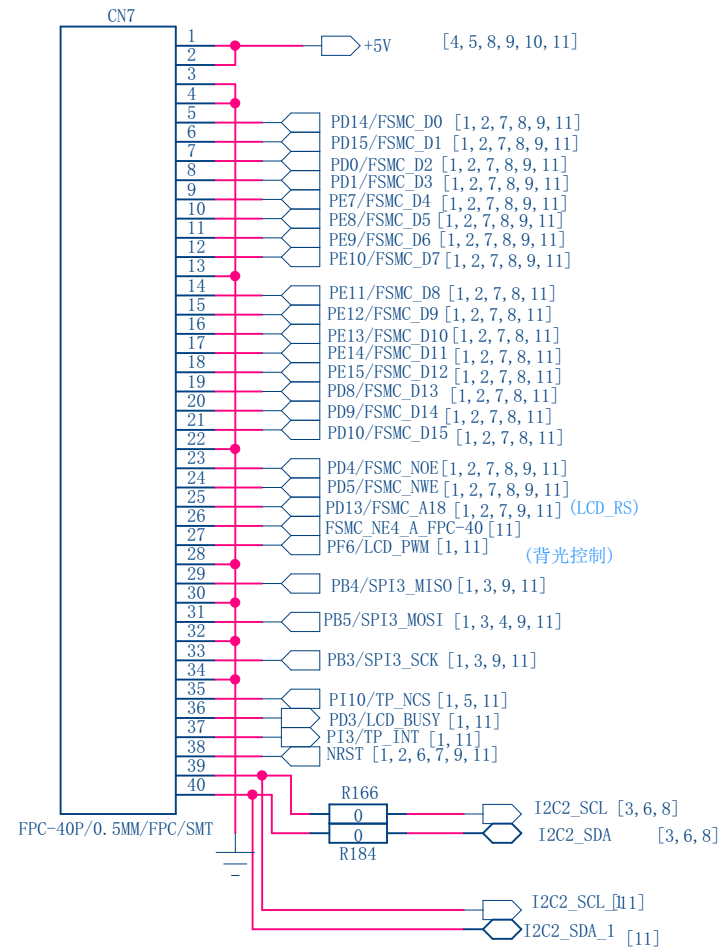 CN7
1
+5V [4,5,8,9,10,11]
2
3
4
5 PD14/FSMC_D0 [1,2,7,8,9,11]
6 PD15/FSMC_D1 [1,2,7,8,9,11]
7 PD0/FSMC_D2 [1,2,7,8,9,11]
8 PD1/FSMC_D3 [1,2,7,8,9,11]
9 PE7/FSMC_D4 [1,2,7,8,9,11]
10 PE8/FSMC_D5 [1,2,7,8,9,11]
11 PE9/FSMC_D6 [1,2,7,8,9,11]
12 PE10/FSMC_D7 [1,2,7,8,9,11]
13
14 PE11/FSMC_D8 [1,2,7,8,11]
15 PE12/FSMC_D9 [1,2,7,8,11]
16 PE13/FSMC_D10 [1,2,7,8,11]
17 PE14/FSMC_D11 [1,2,7,8,11]
18 PE15/FSMC_D12 [1,2,7,8,11]
19 PD8/FSMC_D13 [1,2,7,8,11]
20 PD9/FSMC_D14 [1,2,7,8,11]
21 PD10/FSMC_D15 [1,2,7,8,11]
22
23 PD4/FSMC_NOE [1,2,7,8,9,11]
24 PD5/FSMC_NWE [1,2,7,8,9,11]
25 PD13/FSMC_A18 [1,2,7,9,11] (LCD_RS)
26 FSMC_NE4_A_FPC-40 [11]
27 PF6/LCD_PWM [1,11]
(背光控制)
28
29 PB4/SPI3_MISO [1,3,9,11]
30
31 PB5/SPI3_MOSI [1,3,4,9,11]
32
33 PB3/SPI3_SCK [1,3,9,11]
34
35 PI10/TP_NCS [1,5,11]
36 PD3/LCD_BUSY [1,11]
37 PI3/TP_INT [1,11]
38 NRST [1,2,6,7,9,11]
39
40
R166
0 I2C2_SCL [3,6,8]
FPC-40P/0.5MM/FPC/SMT
0 I2C2_SDA [3,6,8]
R184
I2C2_SCL_1 [11]
I2C2_SDA_1 [11]